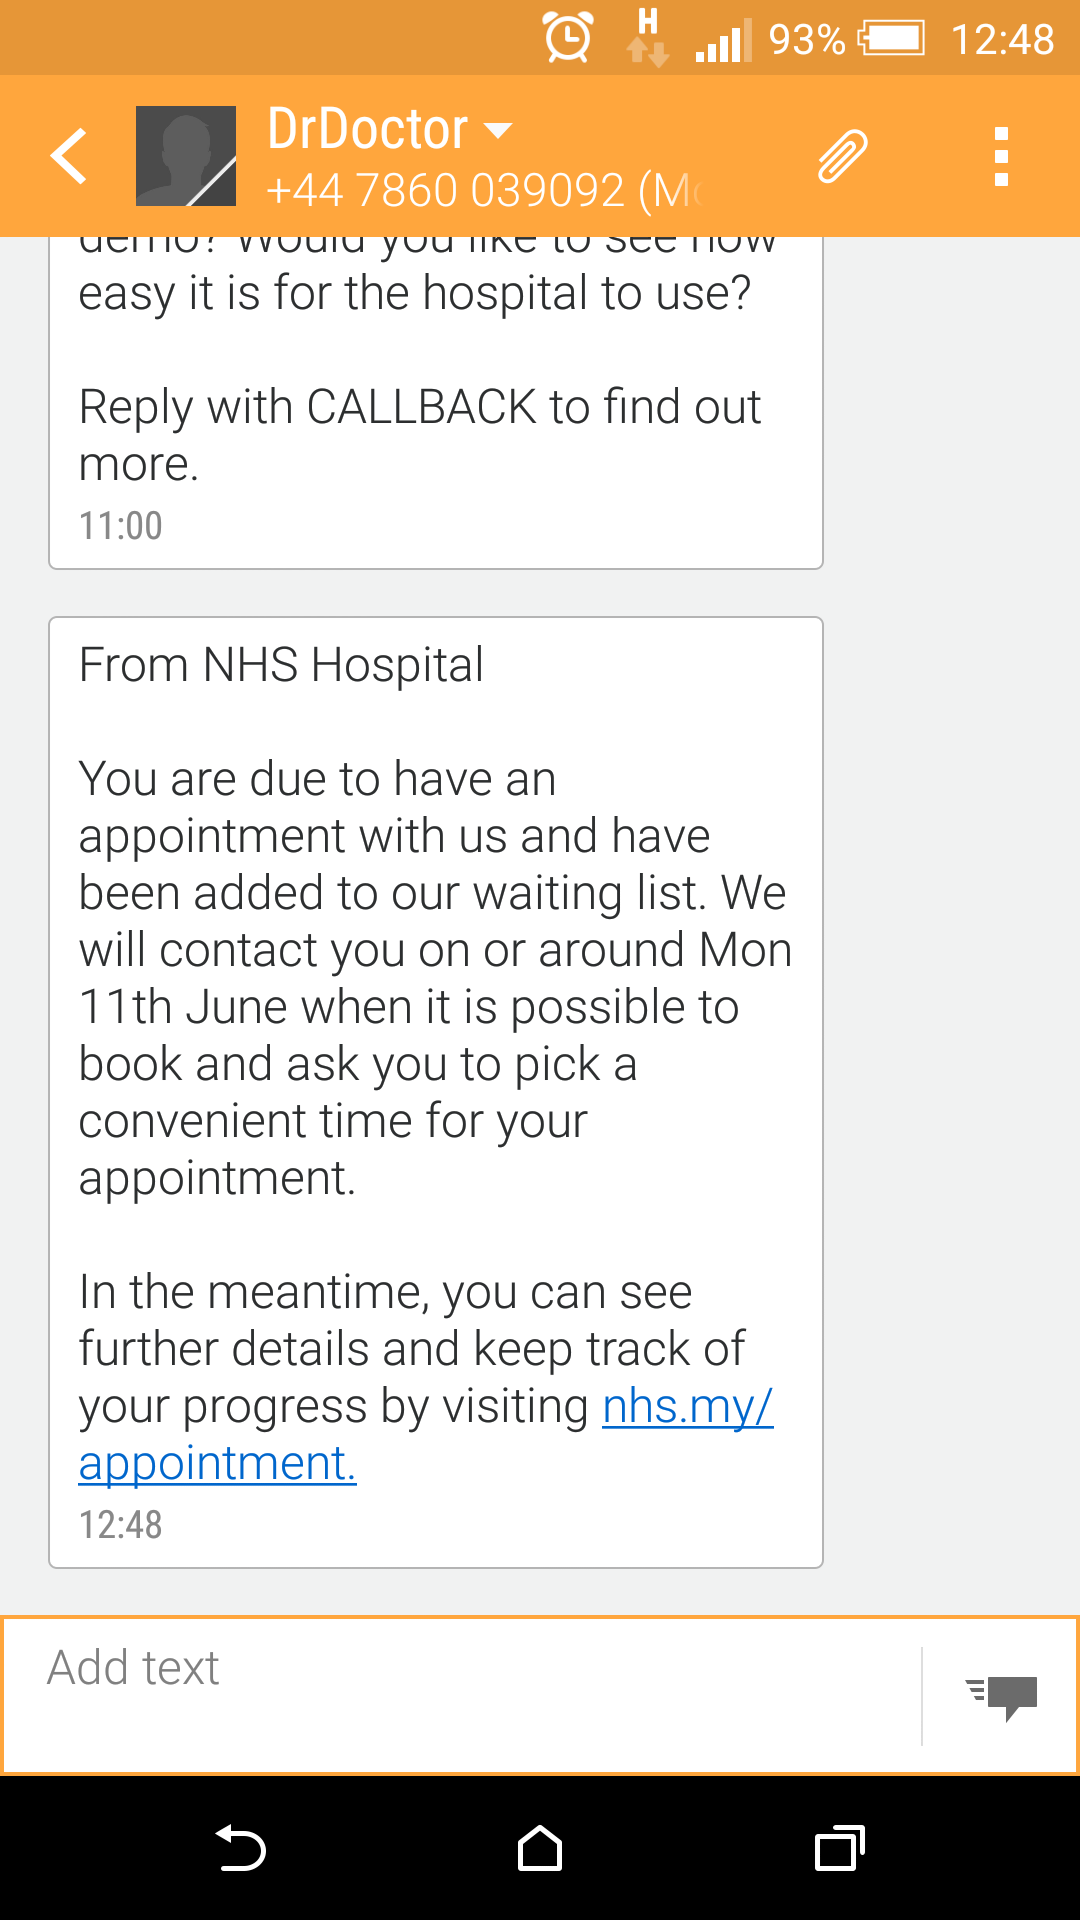 H
93%
12:48
DrDoctor
+44 7860 039092 (M
demo? Would you like to see how
easy it is for the hospital to use?
Reply with CALLBACK to find out
more.
11:00
From NHS Hospital
You are due to have an
appointment with us and have
been added to our waiting list. We
will contact you on or around Mon
11th June when it is possible to
book and ask you to pick a
convenient time for your
appointment.
In the meantime, you can see
further details and keep track of
your progress by visiting nhs.my/
appointment.
12:48
Add text